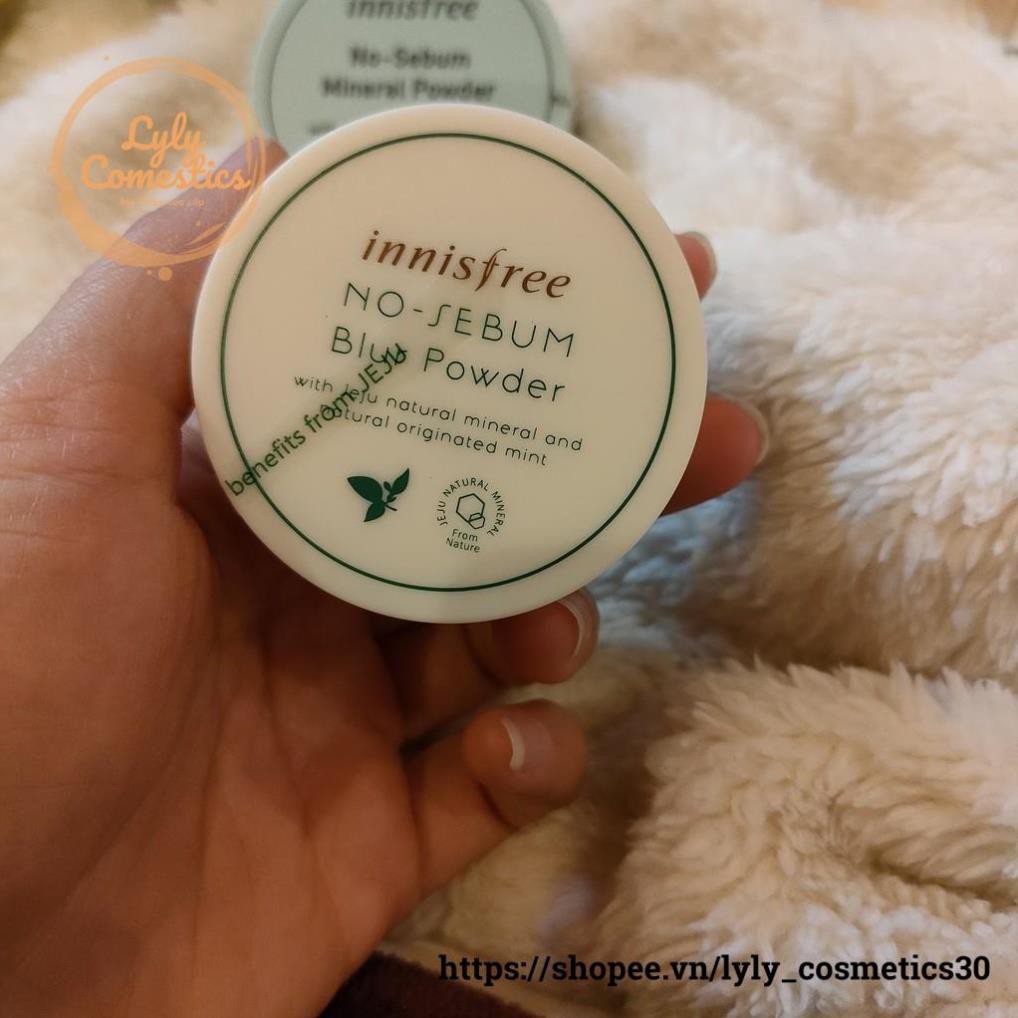 innisfree
No-Sebum
Mineral Powder
Lyly
Comestics
innisfree
NO-SEBUM
Blur Powder
with Jeju natural mineral and
natural originated mint
benefits from JEJU
JEJU NATURAL MINERAL
From
Nature
https://shopee.vn/lyly_cosmetics30